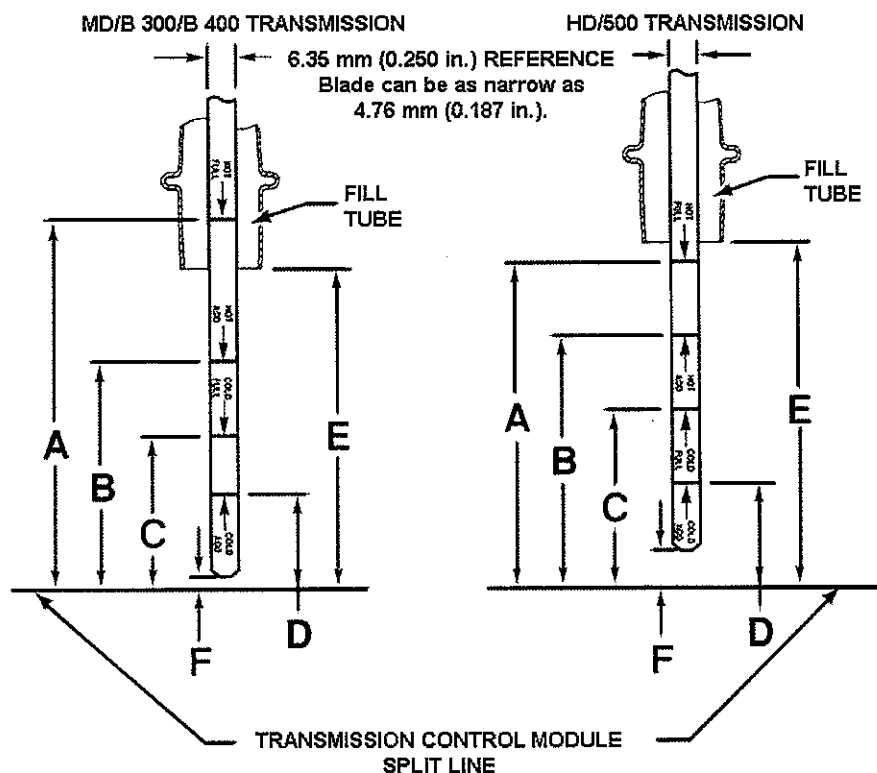 MD/B 300/B 400 TRANSMISSION
HD/500 TRANSMISSION
6.35 mm (0.250 in.) REFERENCE
Blade can be as narrow as
4.76 mm (0.187 in.).
FILL
TUBE
FILL
TUBE
HOT
FULL
HOT
ADD
COLD
FULL
COLD
ADD
HOT
FULL
HOT
ADD
COLD
FULL
COLD
ADD
A
B
C
D
E
F
A
B
C
D
E
F
TRANSMISSION CONTROL MODULE
SPLIT LINE